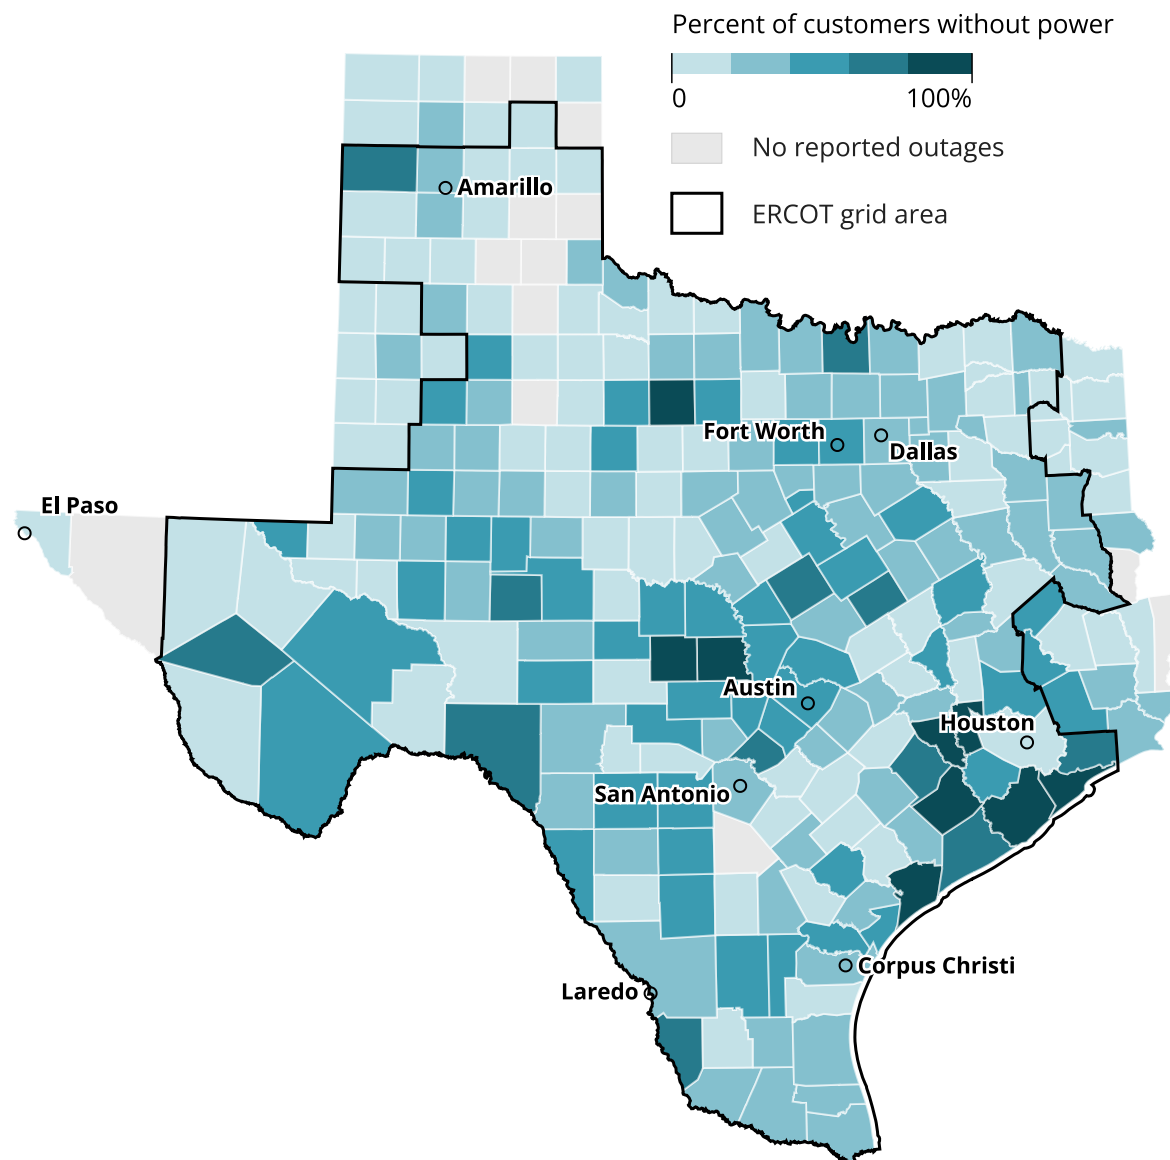 Percent of customers without power
0 100%
No reported outages
ERCOT grid area
Amarillo
Fort Worth
Dallas
El Paso
Austin
Houston
San Antonio
Corpus Christi
Laredo